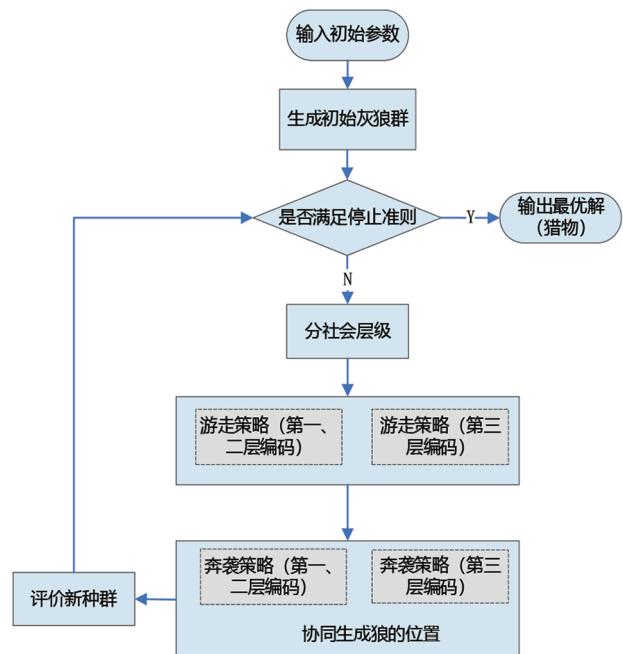 输入初始参数
生成初始灰狼群
是否满足停止准则
Y
输出最优解
（猎物）
N
分社会层级
游走策略（第一、
二层编码）
游走策略（第三
层编码）
奔袭策略（第一、
二层编码）
奔袭策略（第三
层编码）
协同生成狼的位置
评价新种群